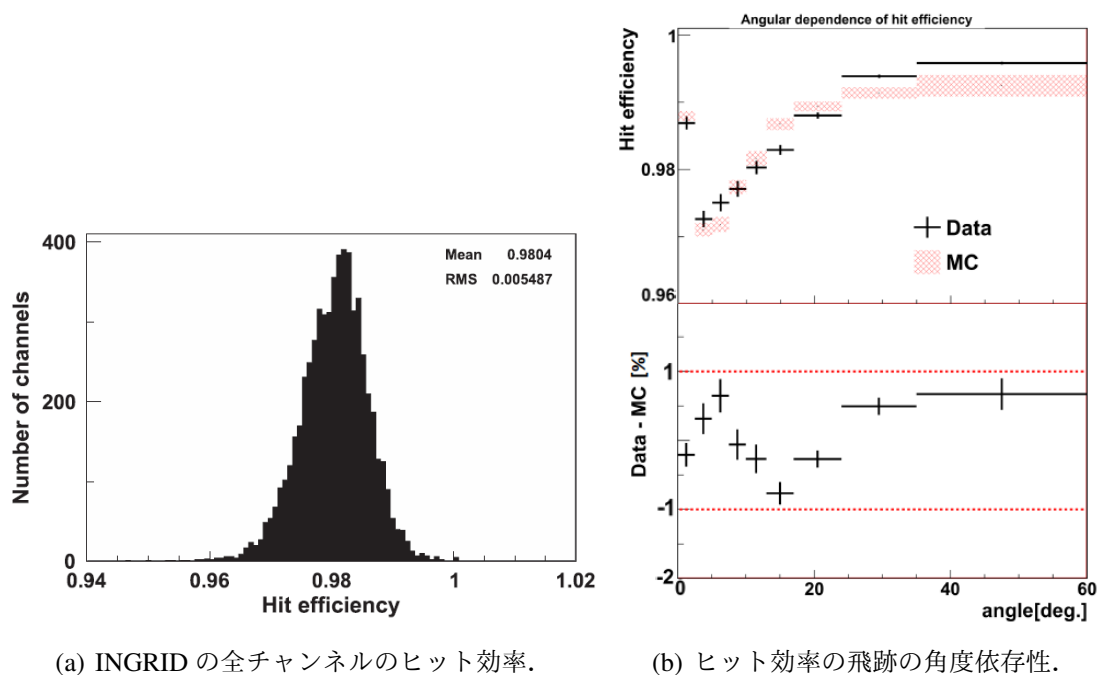 400
200
0
Number of channels
Mean 0.9804
RMS 0.005487
0.94 0.96 0.98 1 1.02
Hit efficiency
(a) INGRID の全チャンネルのヒット効率.
Angular dependence of hit efficiency
1
0.98
0.96
Hit efficiency
Data
MC
1
-1
-2
Data - MC [%]
0 20 40 60
angle[deg.]
(b) ヒット効率の飛跡の角度依存性.